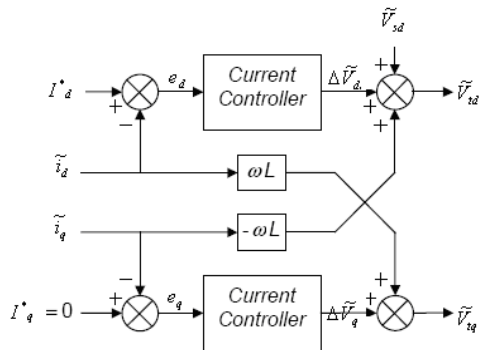 Ṽsd
I*d
+
−
ed
Current
Controller
ΔṼd.
+
+
+
Ṽtd
ĩd
ωL
ĩq
-ωL
I*q = 0
−
+
eq
Current
Controller
ΔṼq
+
+
Ṽtq